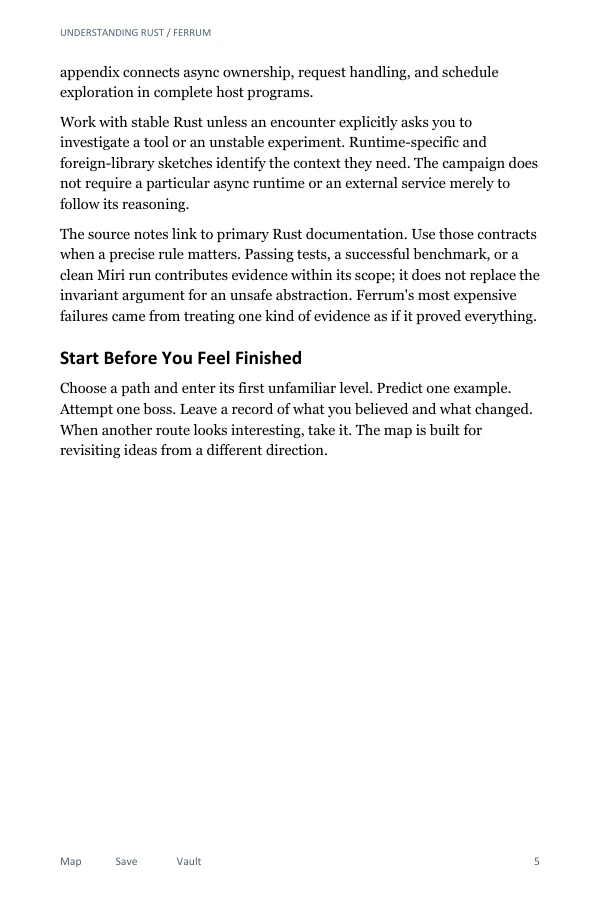 UNDERSTANDING RUST / FERRUM
appendix connects async ownership, request handling, and schedule
exploration in complete host programs.
Work with stable Rust unless an encounter explicitly asks you to
investigate a tool or an unstable experiment. Runtime-specific and
foreign-library sketches identify the context they need. The campaign does
not require a particular async runtime or an external service merely to
follow its reasoning.
The source notes link to primary Rust documentation. Use those contracts
when a precise rule matters. Passing tests, a successful benchmark, or a
clean Miri run contributes evidence within its scope; it does not replace the
invariant argument for an unsafe abstraction. Ferrum's most expensive
failures came from treating one kind of evidence as if it proved everything.
Start Before You Feel Finished
Choose a path and enter its first unfamiliar level. Predict one example.
Attempt one boss. Leave a record of what you believed and what changed.
When another route looks interesting, take it. The map is built for
revisiting ideas from a different direction.
Map Save Vault 5